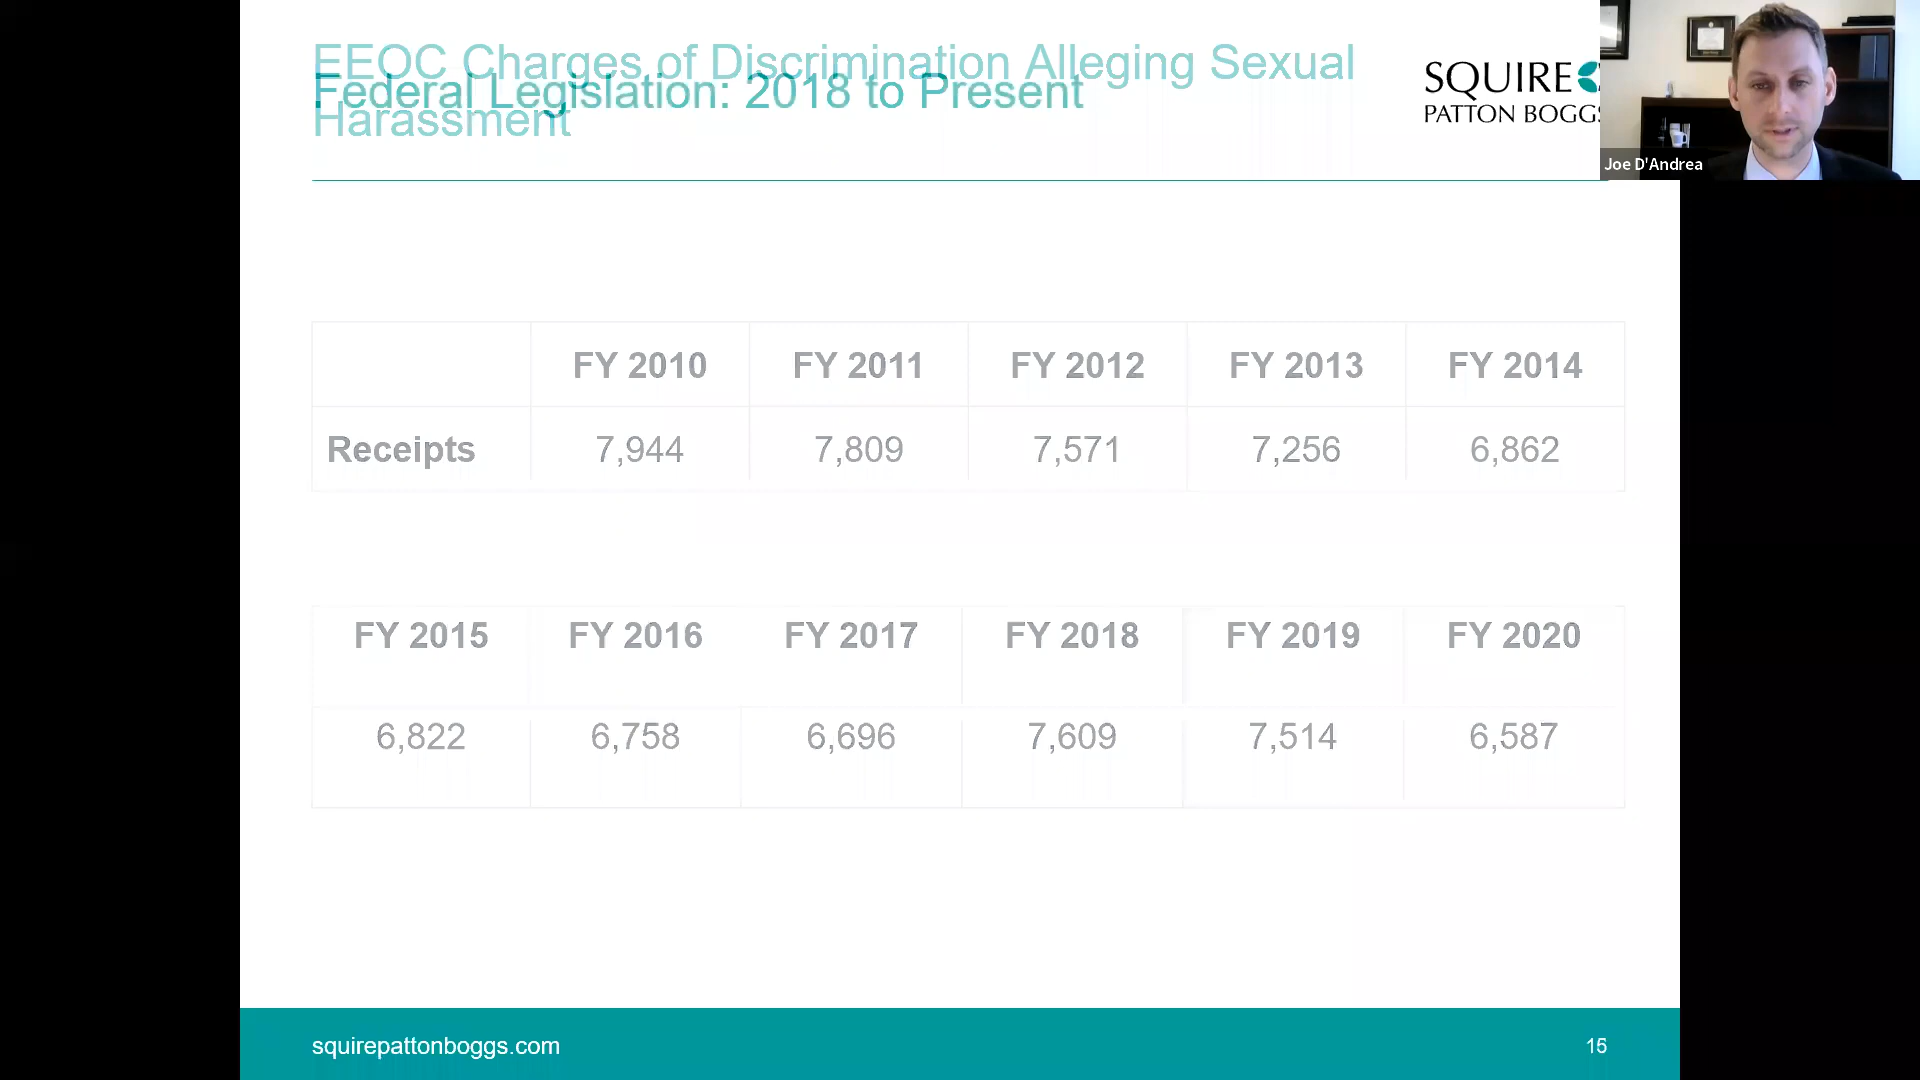 EEOC Charges of Discrimination Alleging Sexual
Harassment
Federal Legislation: 2018 to Present
SQUIRE
PATTON BOGGS
Joe D'Andrea
FY 2010 FY 2011 FY 2012 FY 2013 FY 2014
Receipts 7,944 7,809 7,571 7,256 6,862
FY 2015 FY 2016 FY 2017 FY 2018 FY 2019 FY 2020
6,822 6,758 6,696 7,609 7,514 6,587
squirepattonboggs.com 15